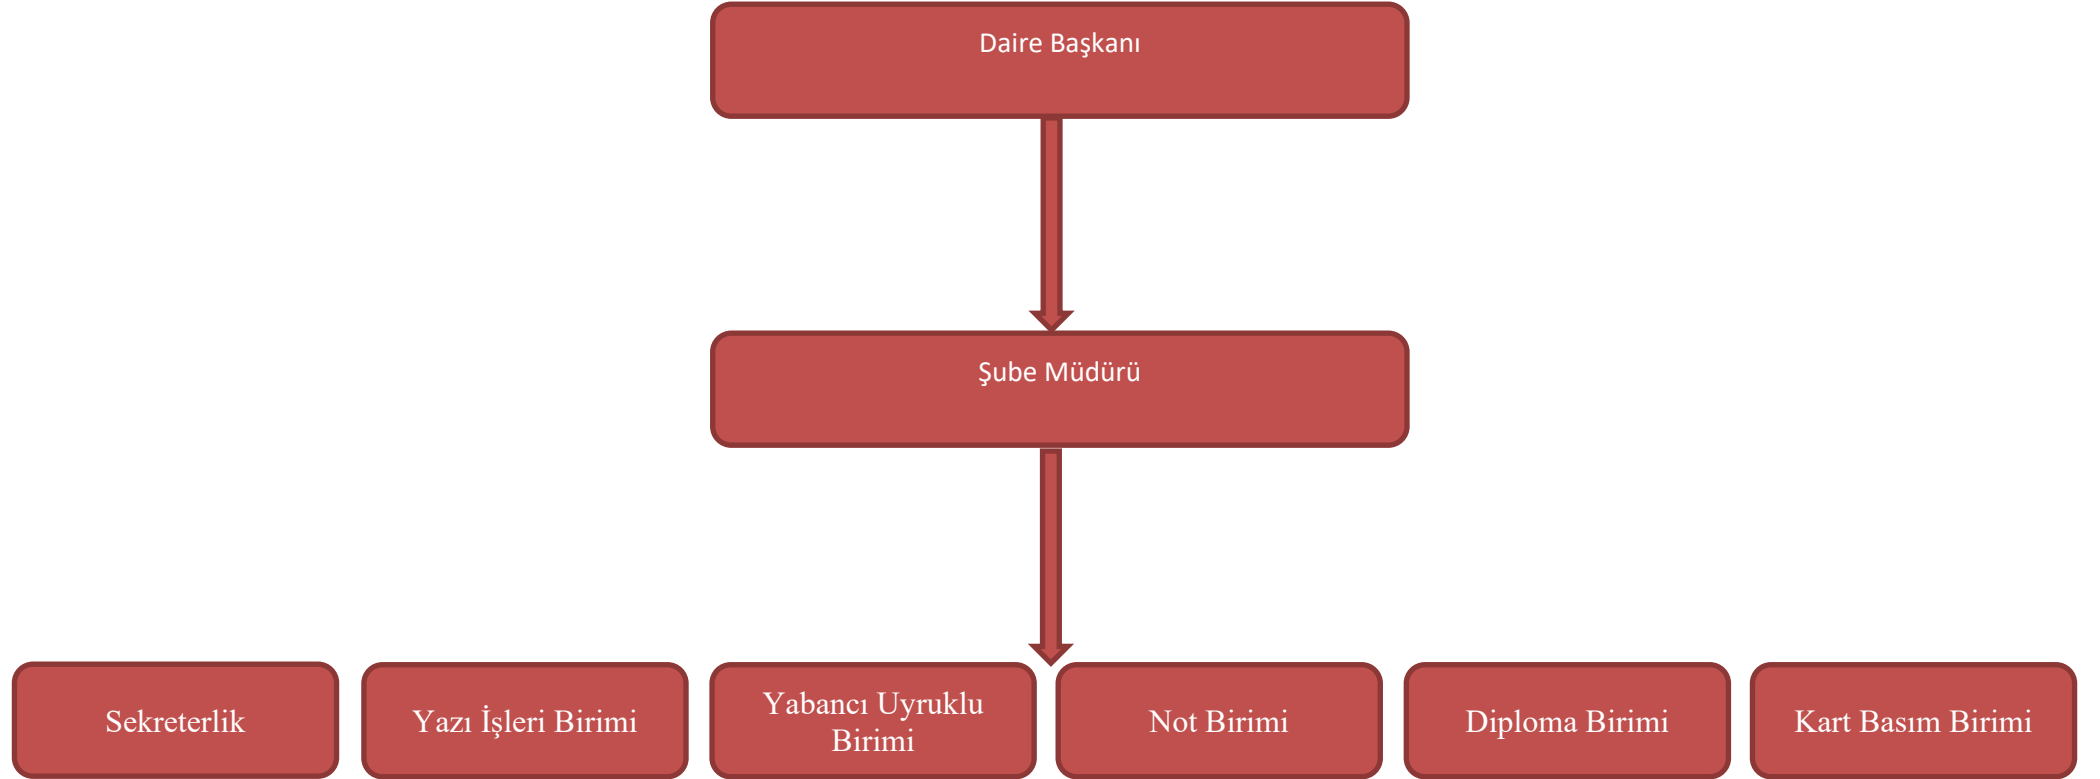 Daire Başkanı
Şube Müdürü
Sekreterlik
Yazı İşleri Birimi
Yabancı Uyruklu
Birimi
Not Birimi
Diploma Birimi
Kart Basım Birimi